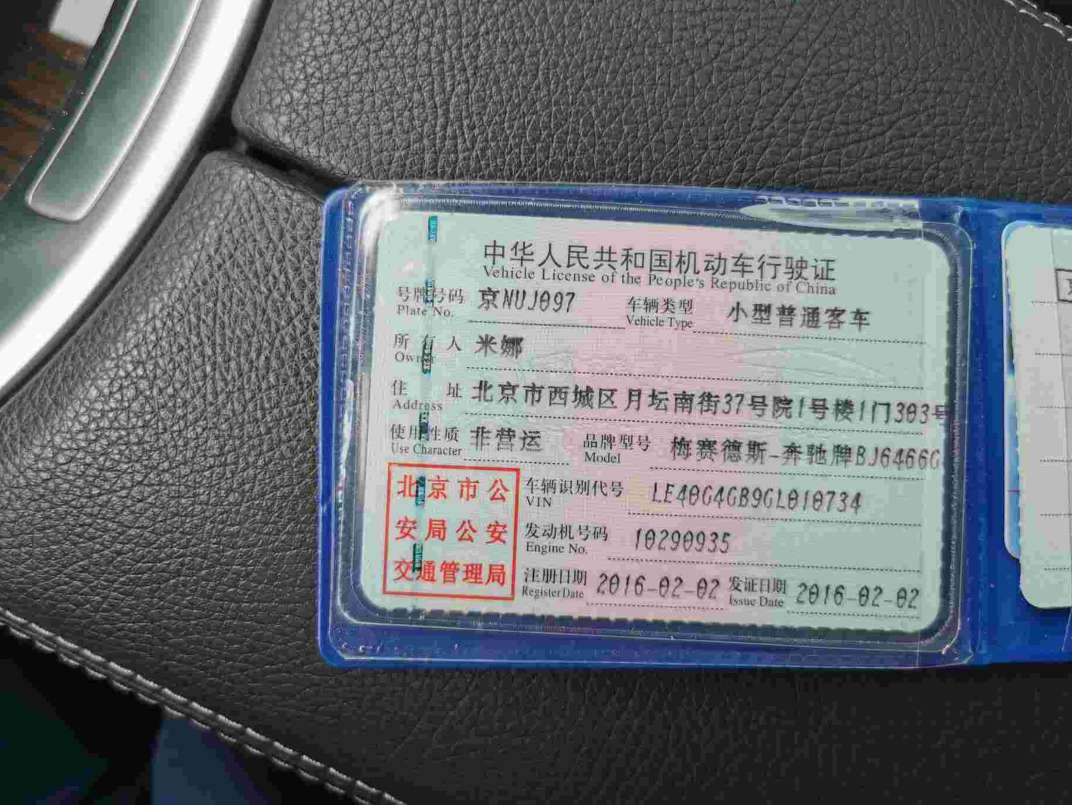 中华人民共和国机动车行驶证
Vehicle License of the People's Republic of China
号牌号码 京NUJ097 车辆类型 小型普通客车
Plate No. Vehicle Type
所有人 米娜
Owner
住址 北京市西城区月坛南街37号院1号楼1门303号
Address
使用性质 非营运 品牌型号 梅赛德斯-奔驰牌BJ6466G
Use Character Model
北京市公 车辆识别代号 LE40G4GB9GL010734
VIN
安局公安 发动机号码 10290935
Engine No.
交通管理局 注册日期 2016-02-02 发证日期 2016-02-02
Register Date Issue Date